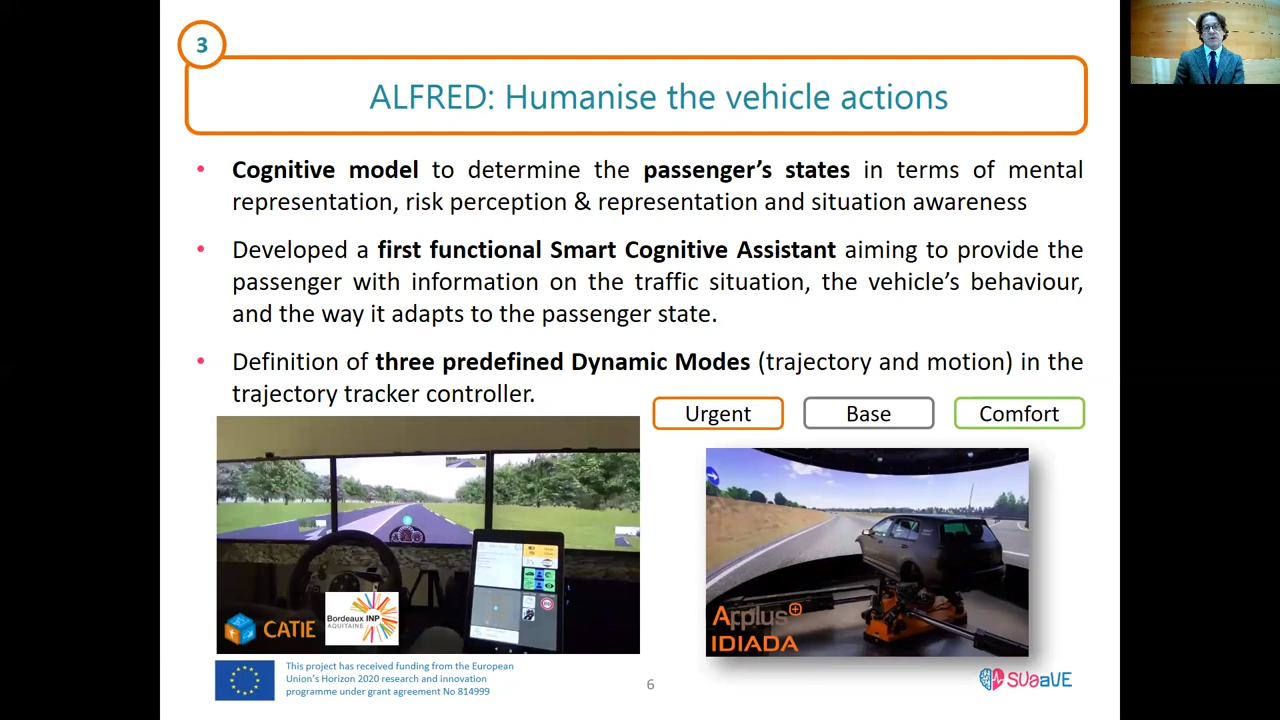 3
ALFRED: Humanise the vehicle actions
• Cognitive model to determine the passenger's states in terms of mental
representation, risk perception & representation and situation awareness
• Developed a first functional Smart Cognitive Assistant aiming to provide the
passenger with information on the traffic situation, the vehicle's behaviour,
and the way it adapts to the passenger state.
• Definition of three predefined Dynamic Modes (trajectory and motion) in the
trajectory tracker controller.
Urgent
Base
Comfort
CATIE
Bordeaux INP
AQUITAINE
Applus+
IDIADA
This project has received funding from the European
Union's Horizon 2020 research and innovation
programme under grant agreement No 814999
6
SUaaVE